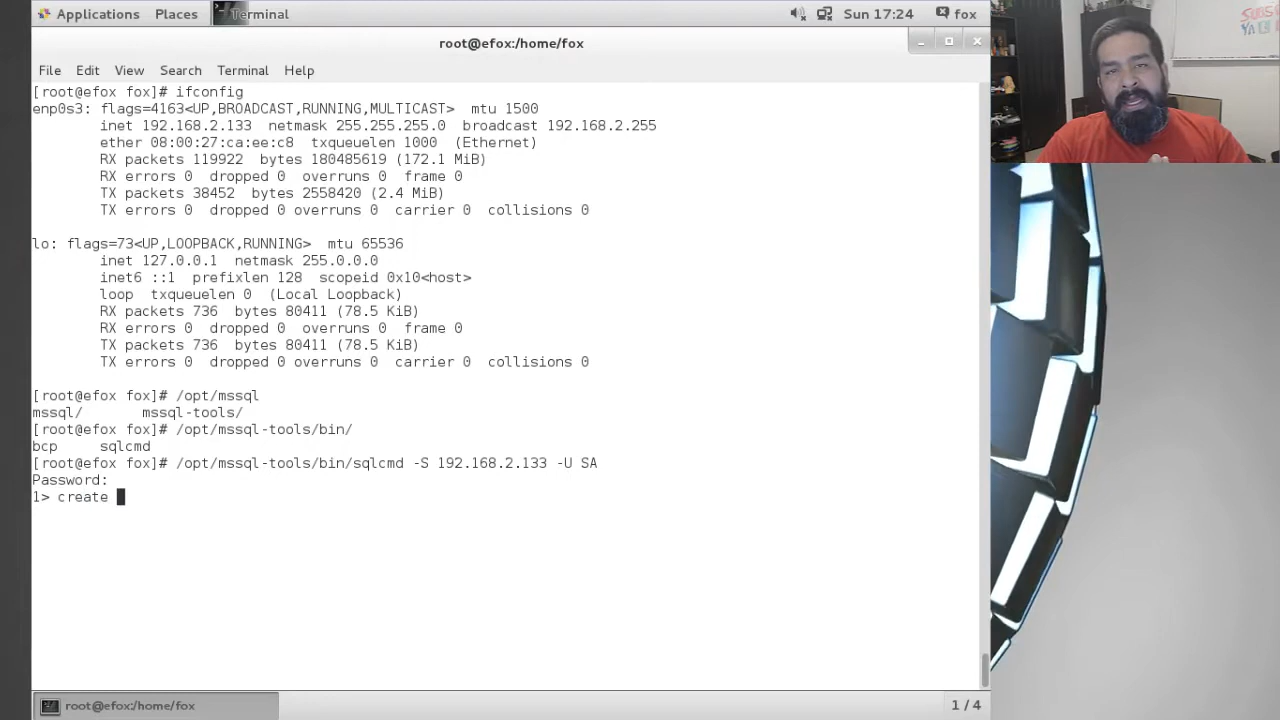 Applications Places Terminal Sun 17:24 fox
root@efox:/home/fox
File Edit View Search Terminal Help
[root@efox fox]# ifconfig
enp0s3: flags=4163<UP,BROADCAST,RUNNING,MULTICAST>  mtu 1500
        inet 192.168.2.133  netmask 255.255.255.0  broadcast 192.168.2.255
        ether 08:00:27:ca:ee:c8  txqueuelen 1000  (Ethernet)
        RX packets 119922  bytes 180485619 (172.1 MiB)
        RX errors 0  dropped 0  overruns 0  frame 0
        TX packets 38452  bytes 2558420 (2.4 MiB)
        TX errors 0  dropped 0 overruns 0  carrier 0  collisions 0
lo: flags=73<UP,LOOPBACK,RUNNING>  mtu 65536
        inet 127.0.0.1  netmask 255.0.0.0
        inet6 ::1  prefixlen 128  scopeid 0x10<host>
        loop  txqueuelen 0  (Local Loopback)
        RX packets 736  bytes 80411 (78.5 KiB)
        RX errors 0  dropped 0  overruns 0  frame 0
        TX packets 736  bytes 80411 (78.5 KiB)
        TX errors 0  dropped 0 overruns 0  carrier 0  collisions 0
[root@efox fox]# /opt/mssql
mssql/       mssql-tools/
[root@efox fox]# /opt/mssql-tools/bin/
bcp     sqlcmd
[root@efox fox]# /opt/mssql-tools/bin/sqlcmd -S 192.168.2.133 -U SA
Password:
1> create
root@efox:/home/fox 1 / 4